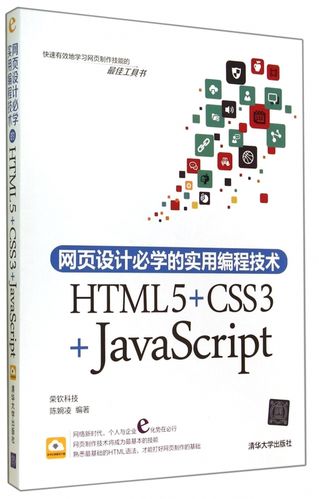 快速有效地学习网页制作技能的
最佳工具书
网页设计必学的实用编程技术
HTML5+CSS3
+JavaScript
荣钦科技
陈婉凌 编著
网络新时代，个人与企业e化势在必行
网页制作技术将成为最基本的技能
熟悉最基础的HTML语法，才能打好网页制作的基础
清华大学出版社
网页设计必学的
实用编程技术
HTML5+CSS3+JavaScript
清华大学出版社